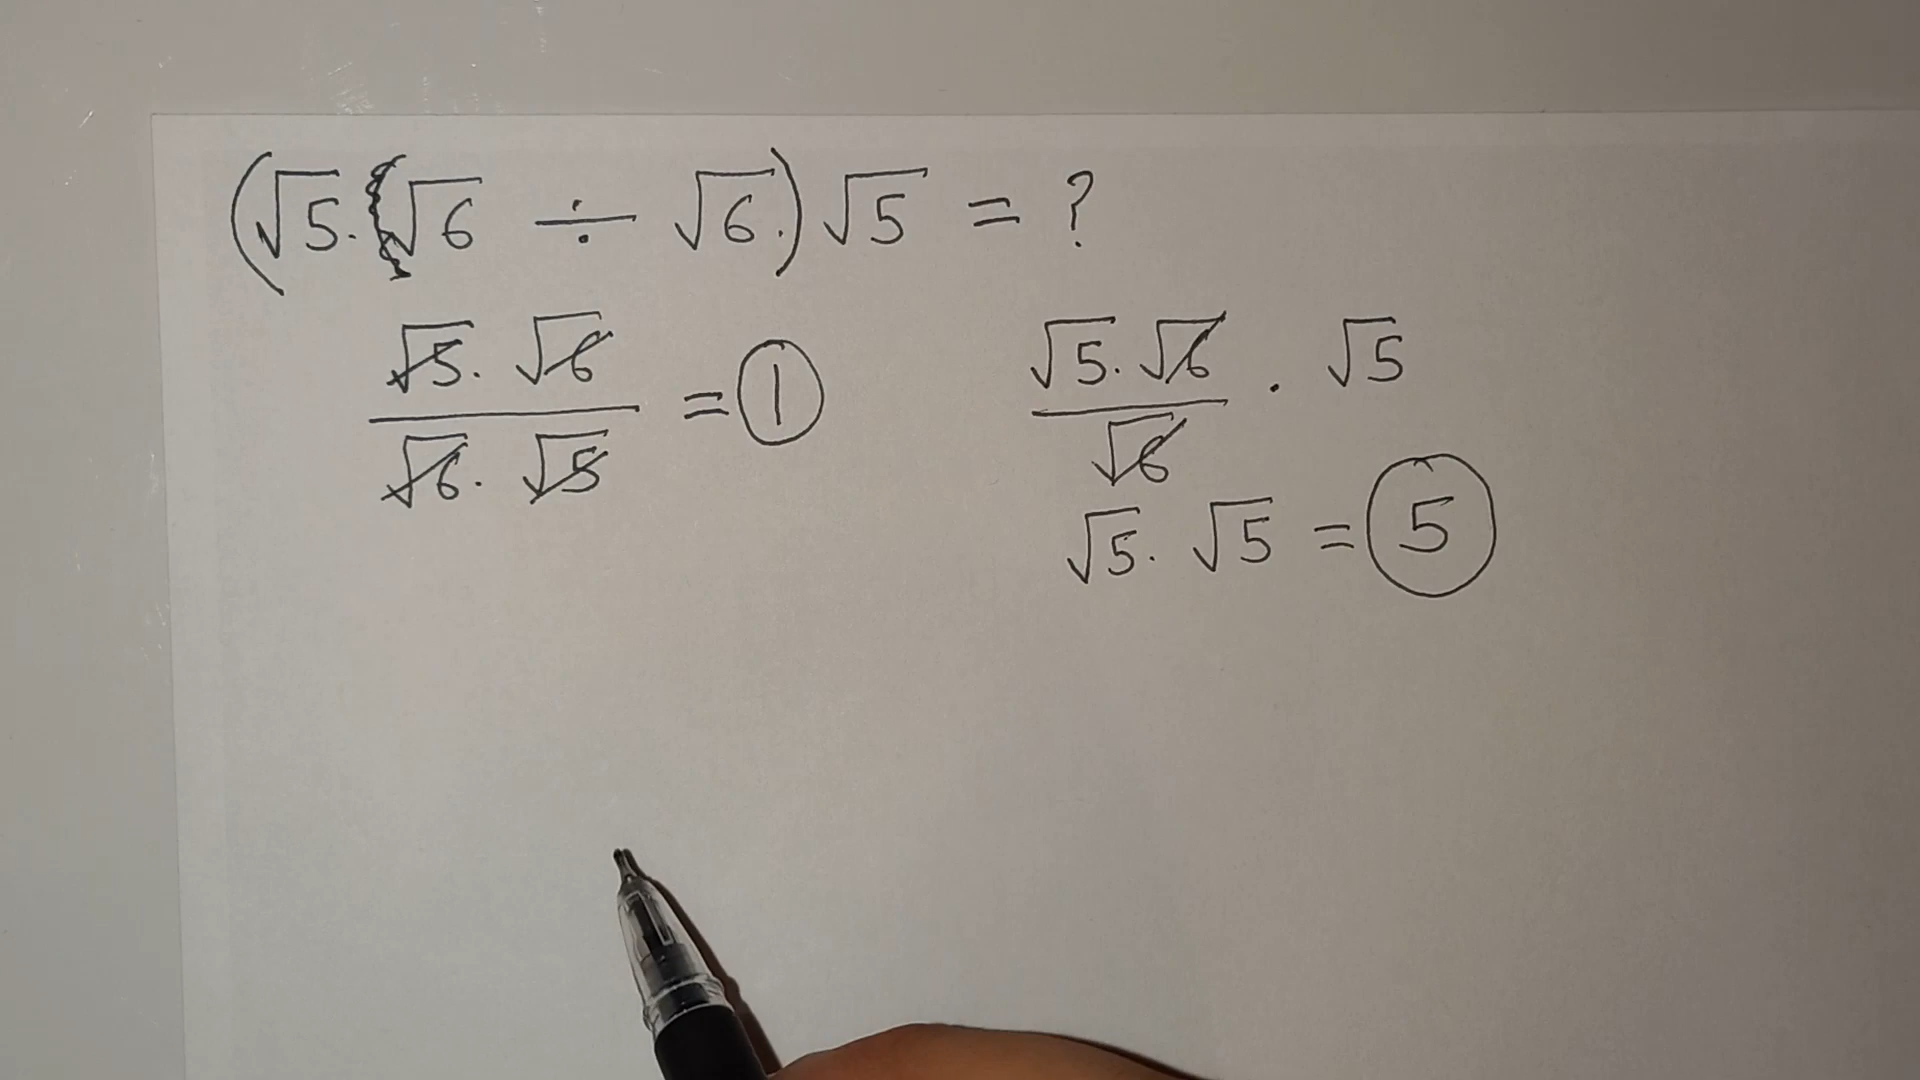 (√5.√6 ÷ √6.)√5 = ?
√5. √6 / √6. √5 = 1
√5.√6 / √6 . √5
√5. √5 = 5